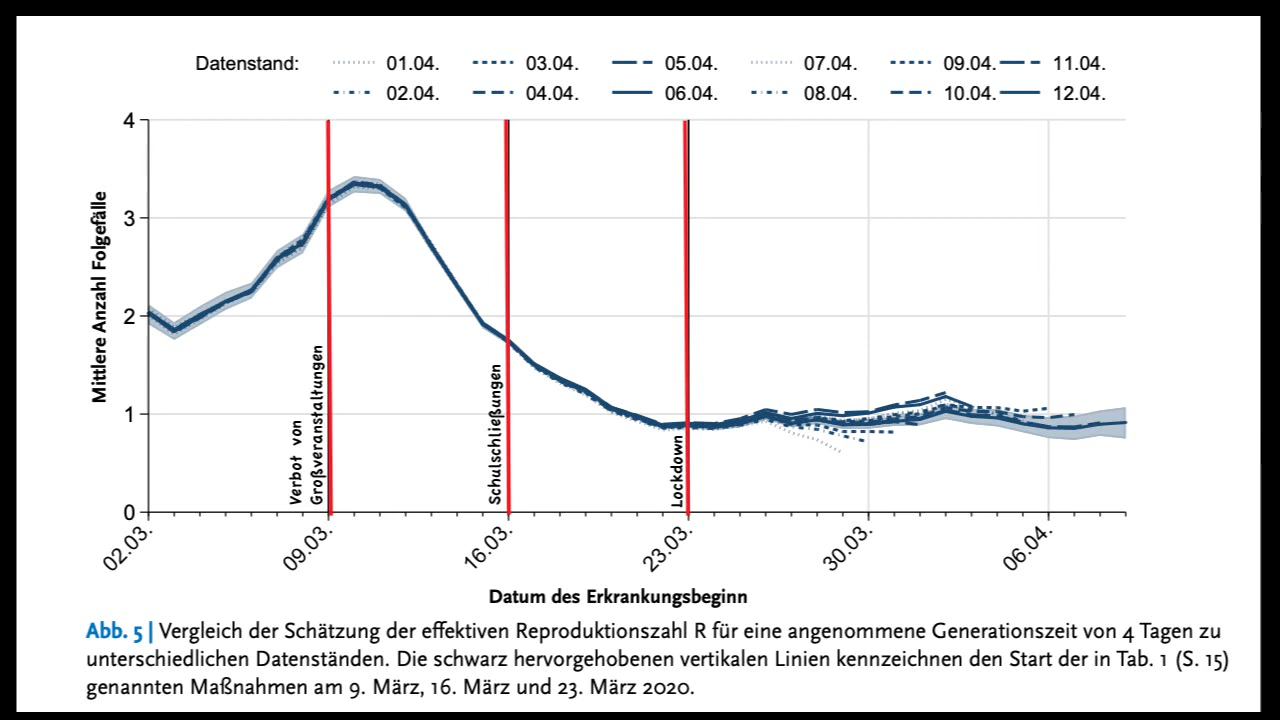 Datenstand: 01.04. 03.04. 05.04. 07.04. 09.04. 11.04.
02.04. 04.04. 06.04. 08.04. 10.04. 12.04.
Mittlere Anzahl Folgefälle
4
3
2
1
0
Verbot von
Großveranstaltungen
Schulschließungen
Lockdown
02.03. 09.03. 16.03. 23.03. 30.03. 06.04.
Datum des Erkrankungsbeginn
Abb. 5 | Vergleich der Schätzung der effektiven Reproduktionszahl R für eine angenommene Generationszeit von 4 Tagen zu
unterschiedlichen Datenständen. Die schwarz hervorgehobenen vertikalen Linien kennzeichnen den Start der in Tab. 1 (S. 15)
genannten Maßnahmen am 9. März, 16. März und 23. März 2020.